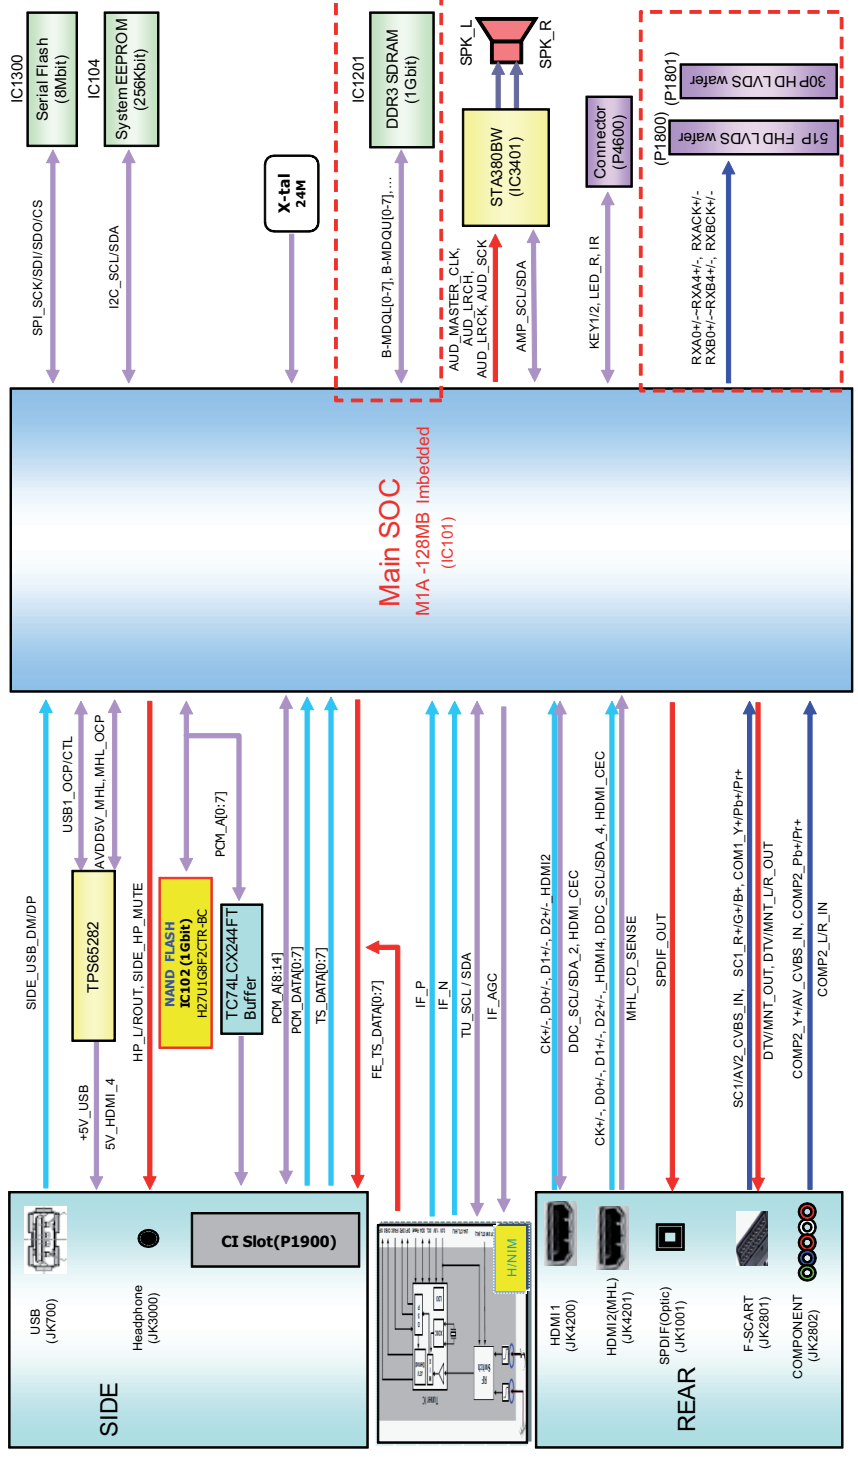 IC1300
Serial Flash
(8Mbit)
SPI_SCK/SDI/ SDO/CS
IC104
System EEPROM
(256Kbit)
I2C_SCL/SDA
X-tal
24M
IC1201
DDR3 SDRAM
(1Gbit)
B-MDQL[0-7], B-MDQU[0-7],…
SPK_L
SPK_R
STA380BW
(IC3401)
AUD_MASTER_CLK,
AUD_LRCH,
AUD_LRCK, AUD_SCK
AMP_SCL/SDA
Connector
(P4600)
KEY1/2, LED_R, IR
(P1801)
30P HD LVDS wafer
(P1800)
51P FHD LVDS wafer
RXA0+/-~RXA4+/-, RXACK+/-
RXB0+/-~RXB4+/-, RXBCK+/-
Main SOC
M1A -128MB Imbedded
(IC101)
SIDE_USB_DM/DP
USB1_OCP/CTL
AVDD5V_MHL,MHL_OCP
TPS65282
+5V_USB
5V_HDMI_4
HP_L/ROUT, SIDE_HP_MUTE
NAND FLASH
IC102 (1Gbit)
H27U1G8F2CTR-BC
PCM_A[0:7]
TC74LCX244FT
Buffer
PCM_A[8:14]
PCM_DATA[0:7]
TS_DATA[0:7]
FE_TS_DATA[0:7]
IF_P
IF_N
TU_SCL / SDA
IF_AGC
CK+/-, D0+/-, D1+/-, D2+/-_HDMI2
DDC_SCL/SDA_2, HDMI_CEC
CK+/-, D0+/-, D1+/-, D2+/-_HDMI4, DDC_SCL/SDA_4, HDMI_CEC
MHL_CD_SENSE
SPDIF_OUT
SC1/AV2_CVBS_IN, SC1_R+/G+/B+, COM1_Y+/Pb+/Pr+
DTV/MNT_OUT, DTV/MNT_L/R_OUT
COMP2_Y+/AV_CVBS_IN, COMP2_Pb+/Pr+
COMP2_L/R_IN
USB
(JK700)
Headphone
(JK3000)
CI Slot(P1900)
SIDE
H/NIM
Tuner IC
RF
Switch
HDMI1
(JK4200)
HDMI2(MHL)
(JK4201)
SPDIF(Optic)
(JK1001)
F-SCART
(JK2801)
COMPONENT
(JK2802)
REAR